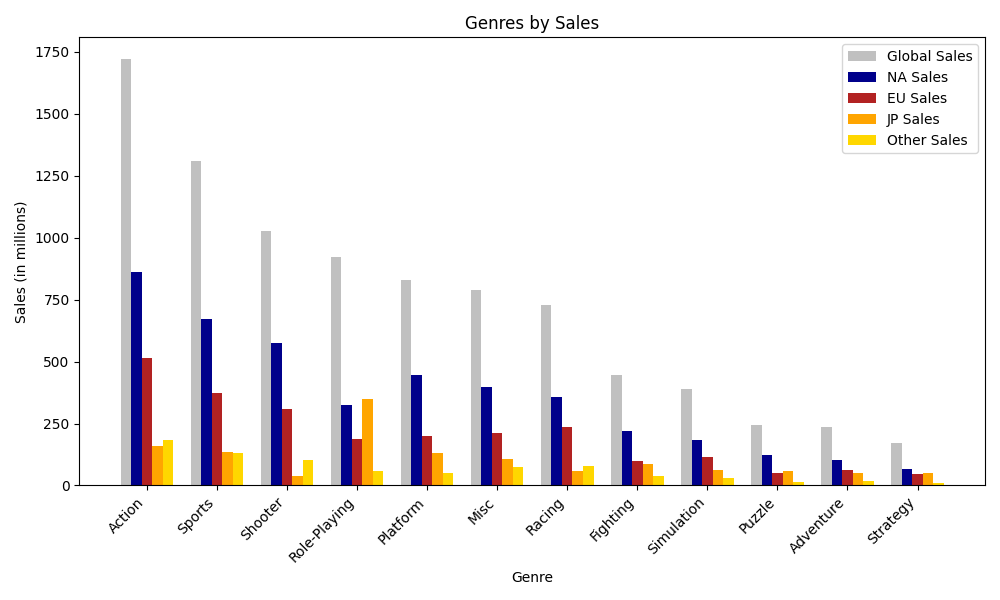 Genres by Sales
Global Sales
NA Sales
EU Sales
JP Sales
Other Sales
Sales (in millions)
1750
1500
1250
1000
750
500
250
0
Action
Sports
Shooter
Role-Playing
Platform
Misc
Racing
Fighting
Simulation
Puzzle
Adventure
Strategy
Genre